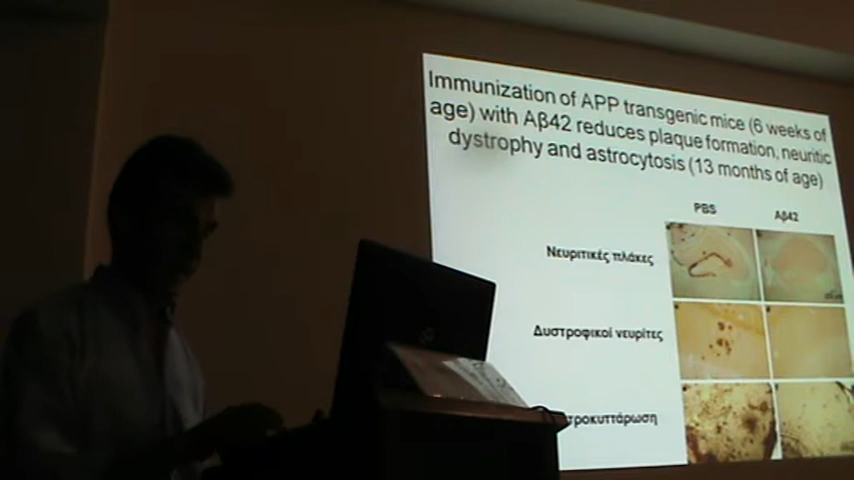 Immunization of APP transgenic mice (6 weeks of
age) with Aβ42 reduces plaque formation, neuritic
dystrophy and astrocytosis (13 months of age)
PBS Aβ42
Νευριτικές πλάκες
Δυστροφικοί νευρίτες
τροκυττάρωση